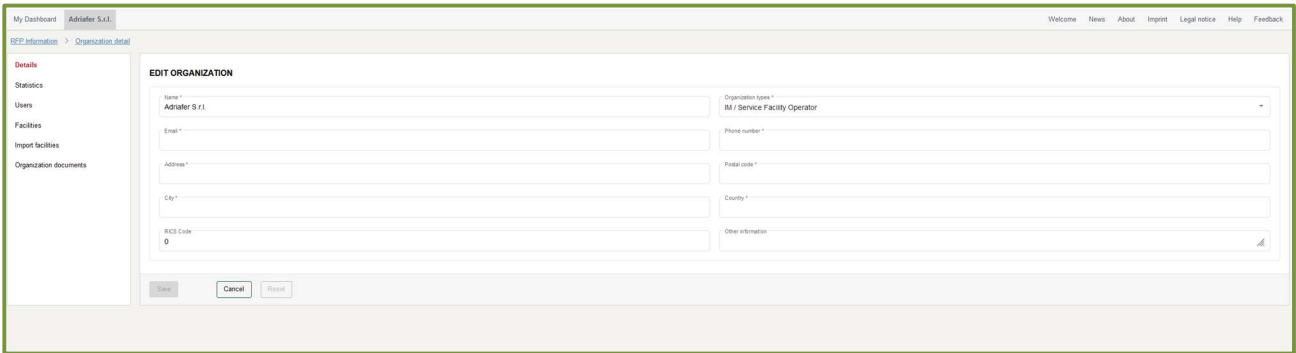 My Dashboard Adriafer S.r.l. Welcome News About Imprint Legal notice Help Feedback
RFP Information > Organization detail
Details
Statistics
Users
Facilities
Import facilities
Organization documents
EDIT ORGANIZATION
Name * Organization types *
Adriafer S.r.l. IM / Service Facility Operator
Email * Phone number *
Address * Postal code *
City * Country *
RICS Code Other information
0
Save Cancel Reset